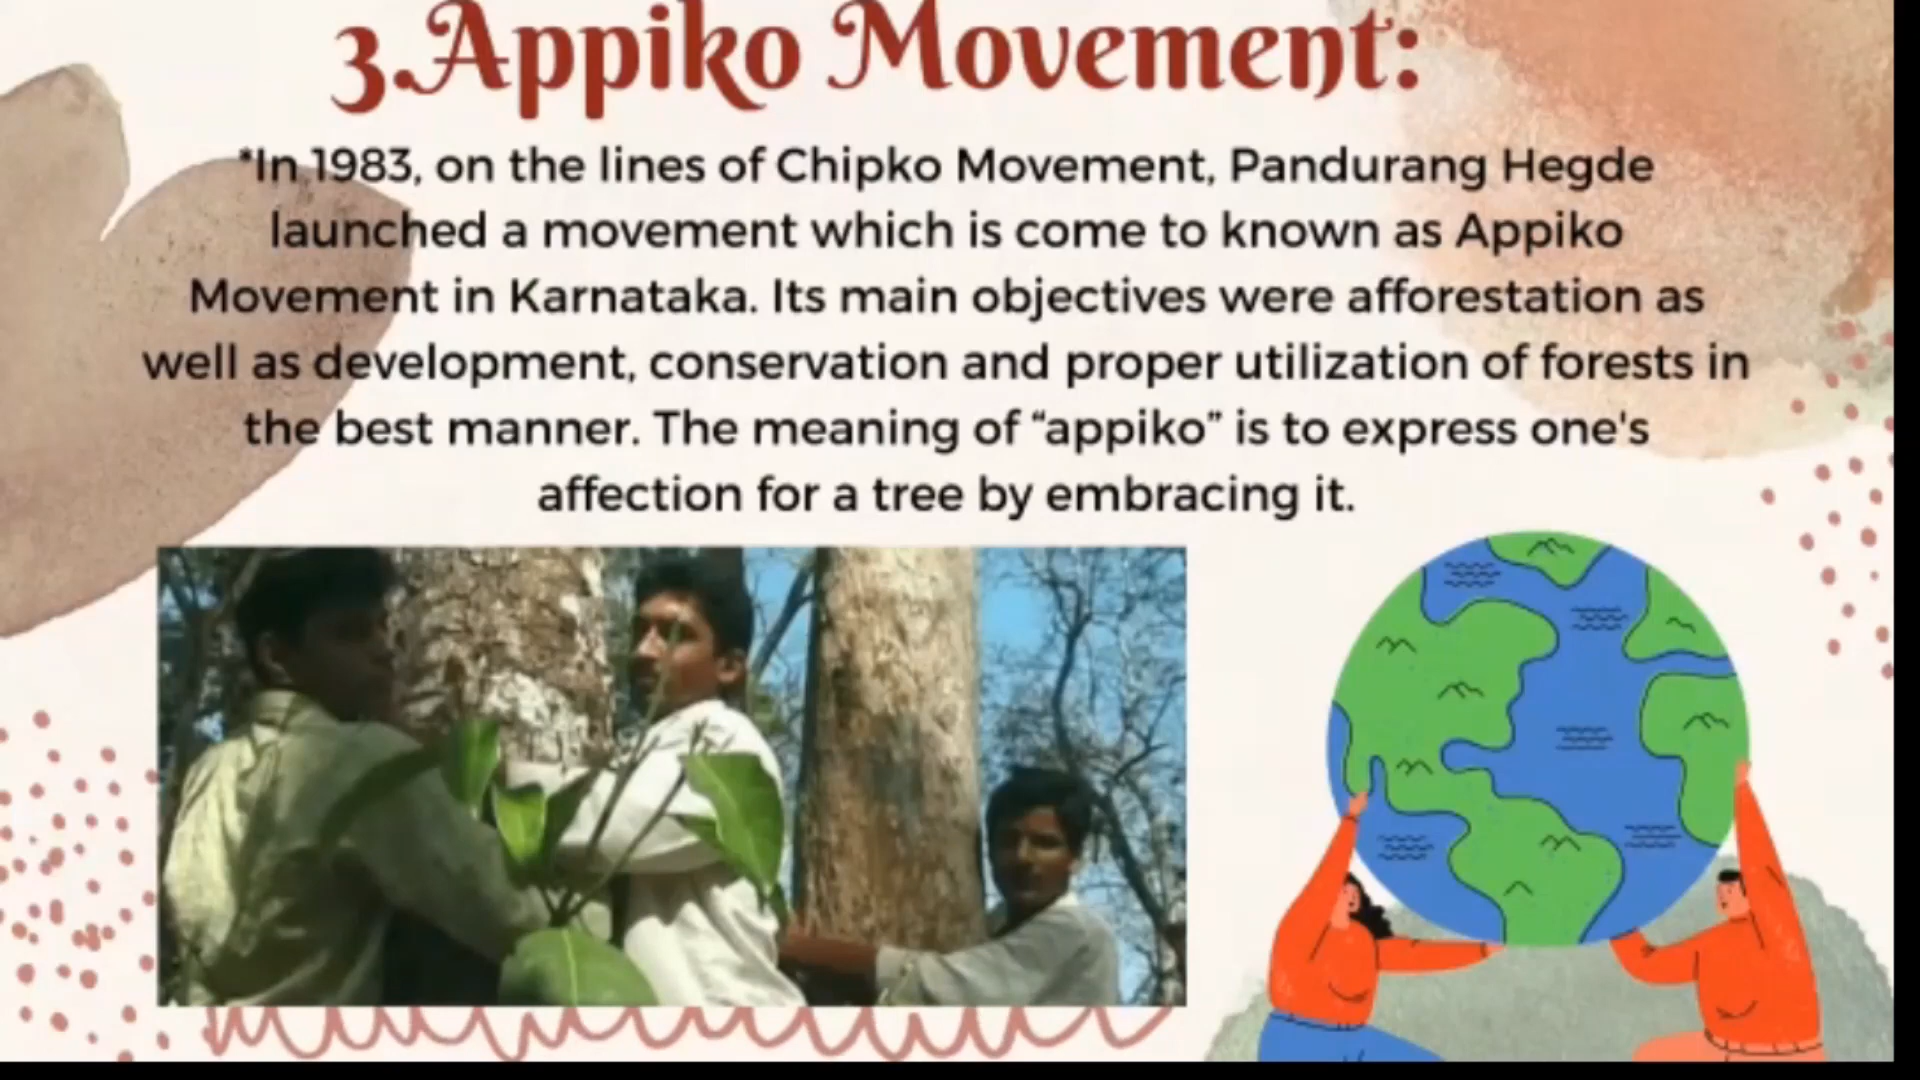 3.Appiko Movement:
*In 1983, on the lines of Chipko Movement, Pandurang Hegde
launched a movement which is come to known as Appiko
Movement in Karnataka. Its main objectives were afforestation as
well as development, conservation and proper utilization of forests in
the best manner. The meaning of “appiko” is to express one's
affection for a tree by embracing it.